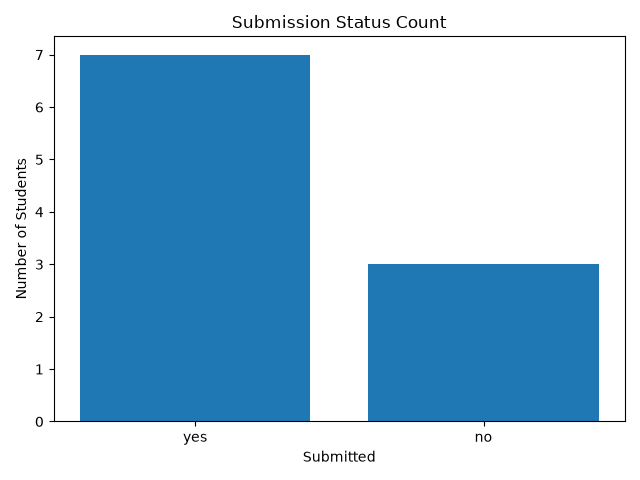 Submission Status Count
7
6
5
4
3
2
1
0
Number of Students
yes no
Submitted